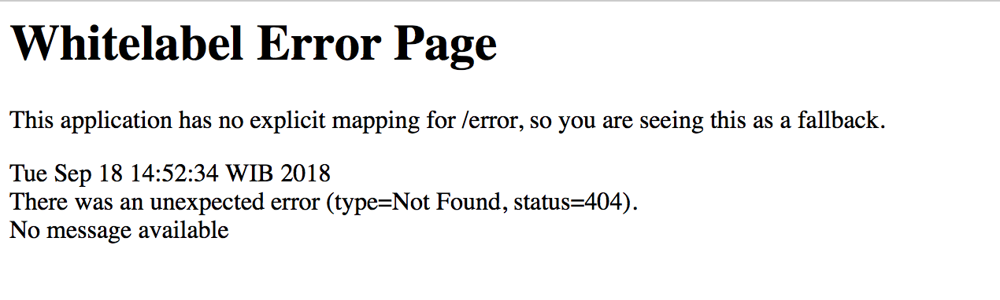 Whitelabel Error Page
This application has no explicit mapping for /error, so you are seeing this as a fallback.
Tue Sep 18 14:52:34 WIB 2018
There was an unexpected error (type=Not Found, status=404).
No message available